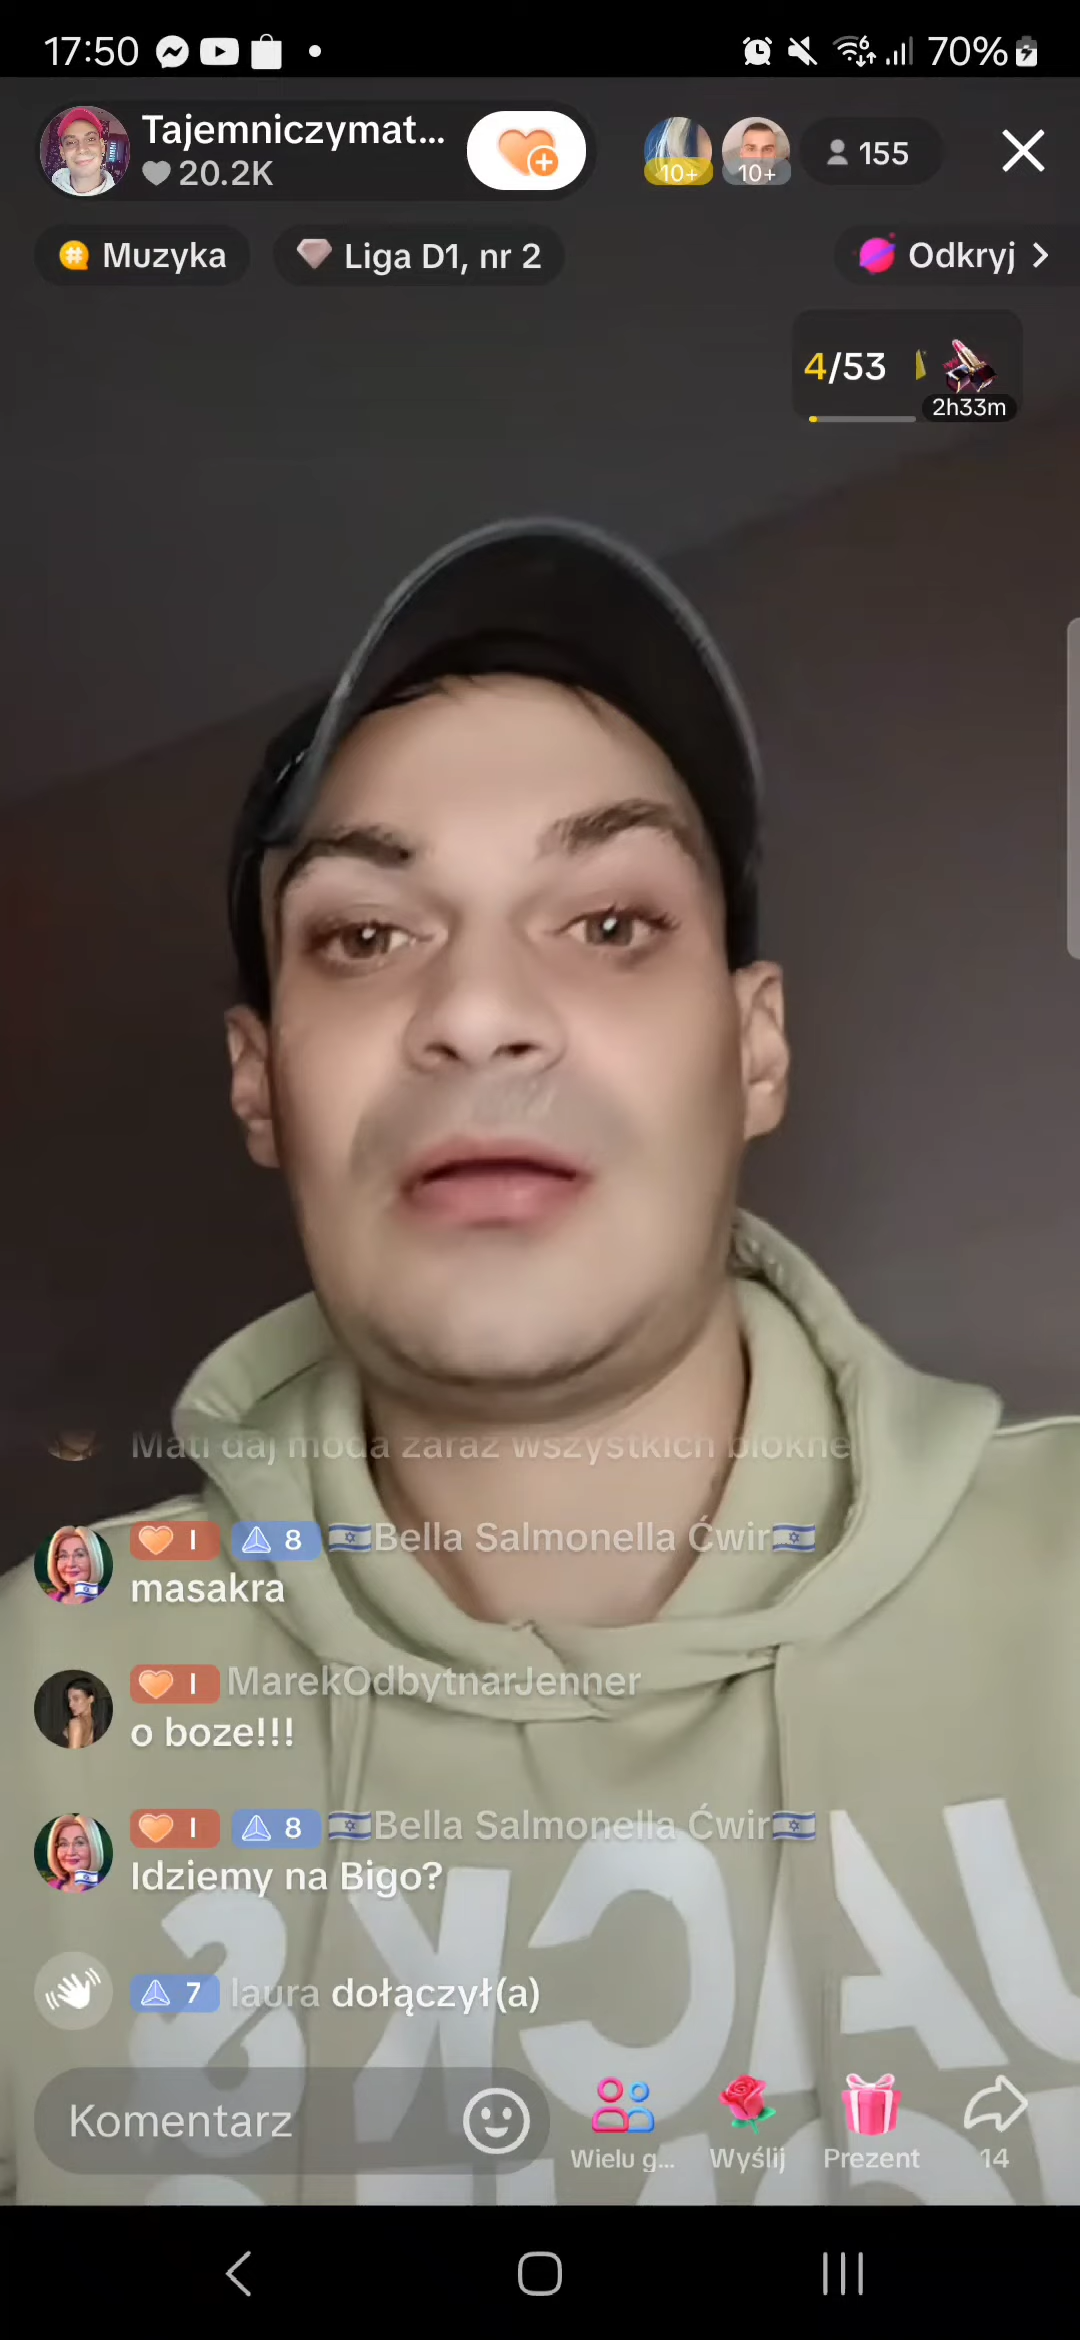 17:50
70%
Tajemniczymat...
20.2K
10+
10+
155
Muzyka
Liga D1, nr 2
Odkryj
4/53
2h33m
Mati daj moda zaraz wszystkich blokne
I 8 🇮🇱Bella Salmonella Ćwir🇮🇱
masakra
I MarekOdbytnarJenner
o boze!!!
I 8 🇮🇱Bella Salmonella Ćwir🇮🇱
Idziemy na Bigo?
7 laura dołączył(a)
Komentarz
Wielu g...
Wyślij
Prezent
14